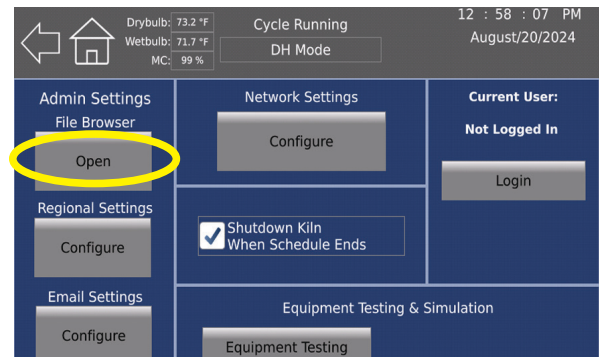 Drybulb: 73.2 °F
Wetbulb: 71.7 °F
MC: 99 %
Cycle Running
DH Mode
12 : 58 : 07 PM
August/20/2024
Admin Settings
File Browser
Open
Regional Settings
Configure
Email Settings
Configure
Network Settings
Configure
Shutdown Kiln
When Schedule Ends
Equipment Testing & Simulation
Equipment Testing
Current User:
Not Logged In
Login